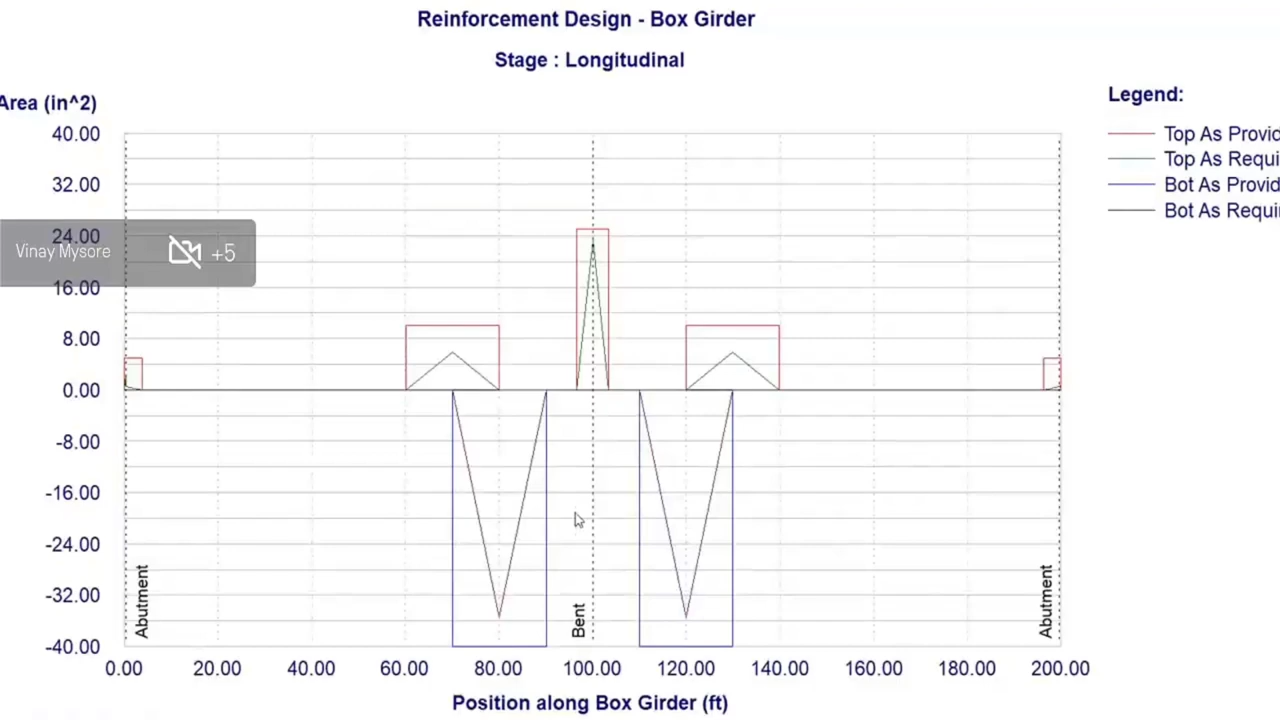 Reinforcement Design - Box Girder
Stage : Longitudinal
Area (in^2)
Legend:
Top As Provid
Top As Requi
Bot As Provid
Bot As Requi
40.00
32.00
24.00
16.00
8.00
0.00
-8.00
-16.00
-24.00
-32.00
-40.00
Vinay Mysore
+5
Abutment
Bent
Abutment
0.00 20.00 40.00 60.00 80.00 100.00 120.00 140.00 160.00 180.00 200.00
Position along Box Girder (ft)